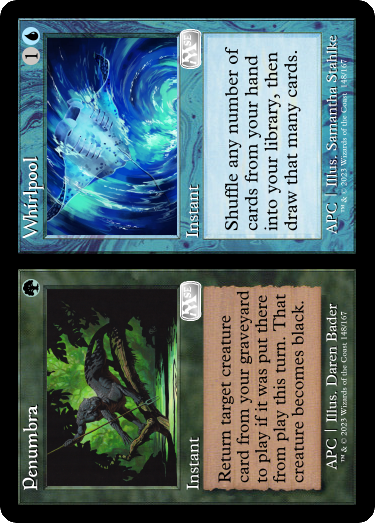 Penumbra
Instant
Return target creature
card from your graveyard
to play if it was put there
from play this turn. That
creature becomes black.
APC | Illus. Daren Bader
™ & © 2023 Wizards of the Coast 148/167
Whirlpool
1
Instant
Shuffle any number of
cards from your hand
into your library, then
draw that many cards.
APC | Illus. Samantha Stahlke
™ & © 2023 Wizards of the Coast 148/167